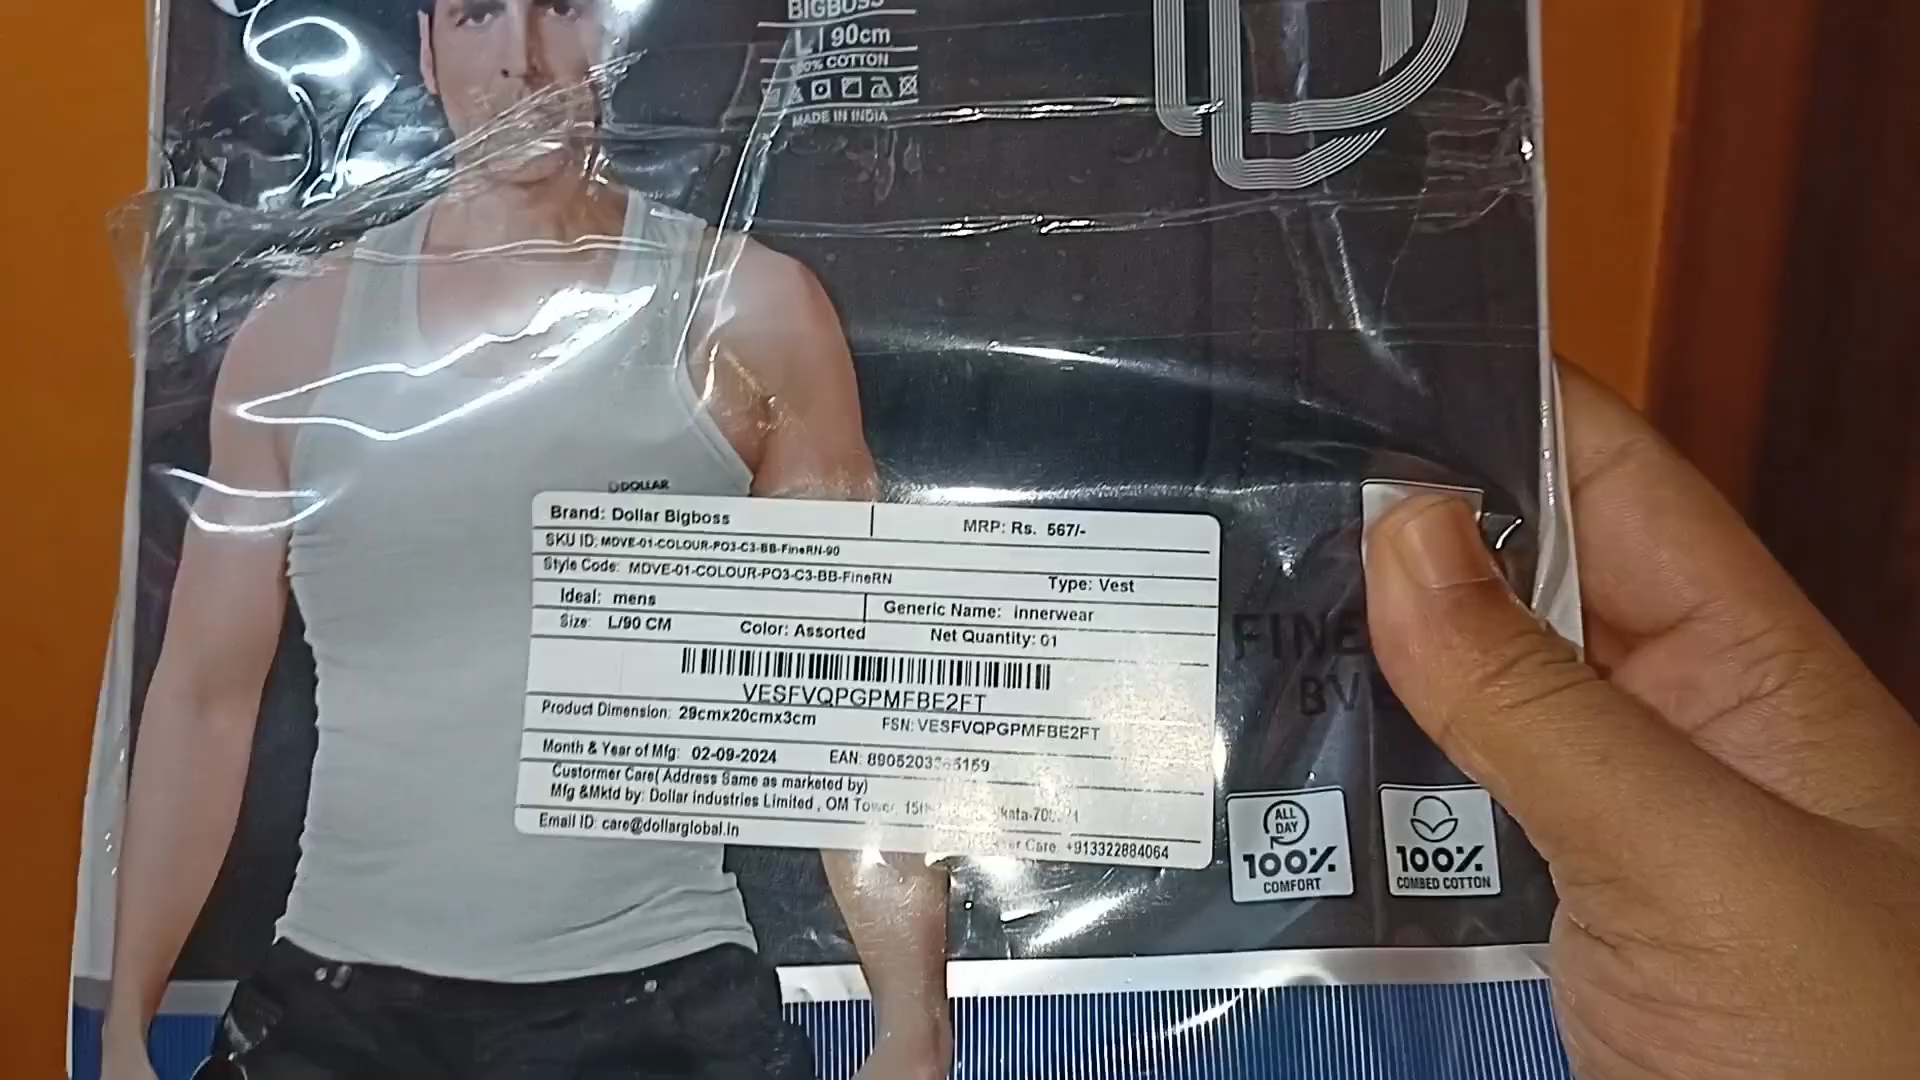 BIGBOSS
L | 90cm
100% COTTON
MADE IN INDIA
DOLLAR
Brand: Dollar Bigboss
MRP: Rs. 567/-
SKU ID: MDVE-01-COLOUR-PO3-C3-BB-FineRN-90
Style Code: MDVE-01-COLOUR-PO3-C3-BB-FineRN
Type: Vest
Ideal: mens
Generic Name: innerwear
Size: L/90 CM
Color: Assorted
Net Quantity: 01
VESFVQPGPMFBE2FT
Product Dimension: 29cmx20cmx3cm
FSN: VESFVQPGPMFBE2FT
Month & Year of Mfg: 02-09-2024
EAN:
Custormer Care( Address Same as marketed by)
Mfg &Mktd by: Dollar industries Limited , OM
Email ID: care@dollarglobal.in
Care: +913322884064
FINE
ALL
DAY
100%
COMFORT
100%
COMBED COTTON